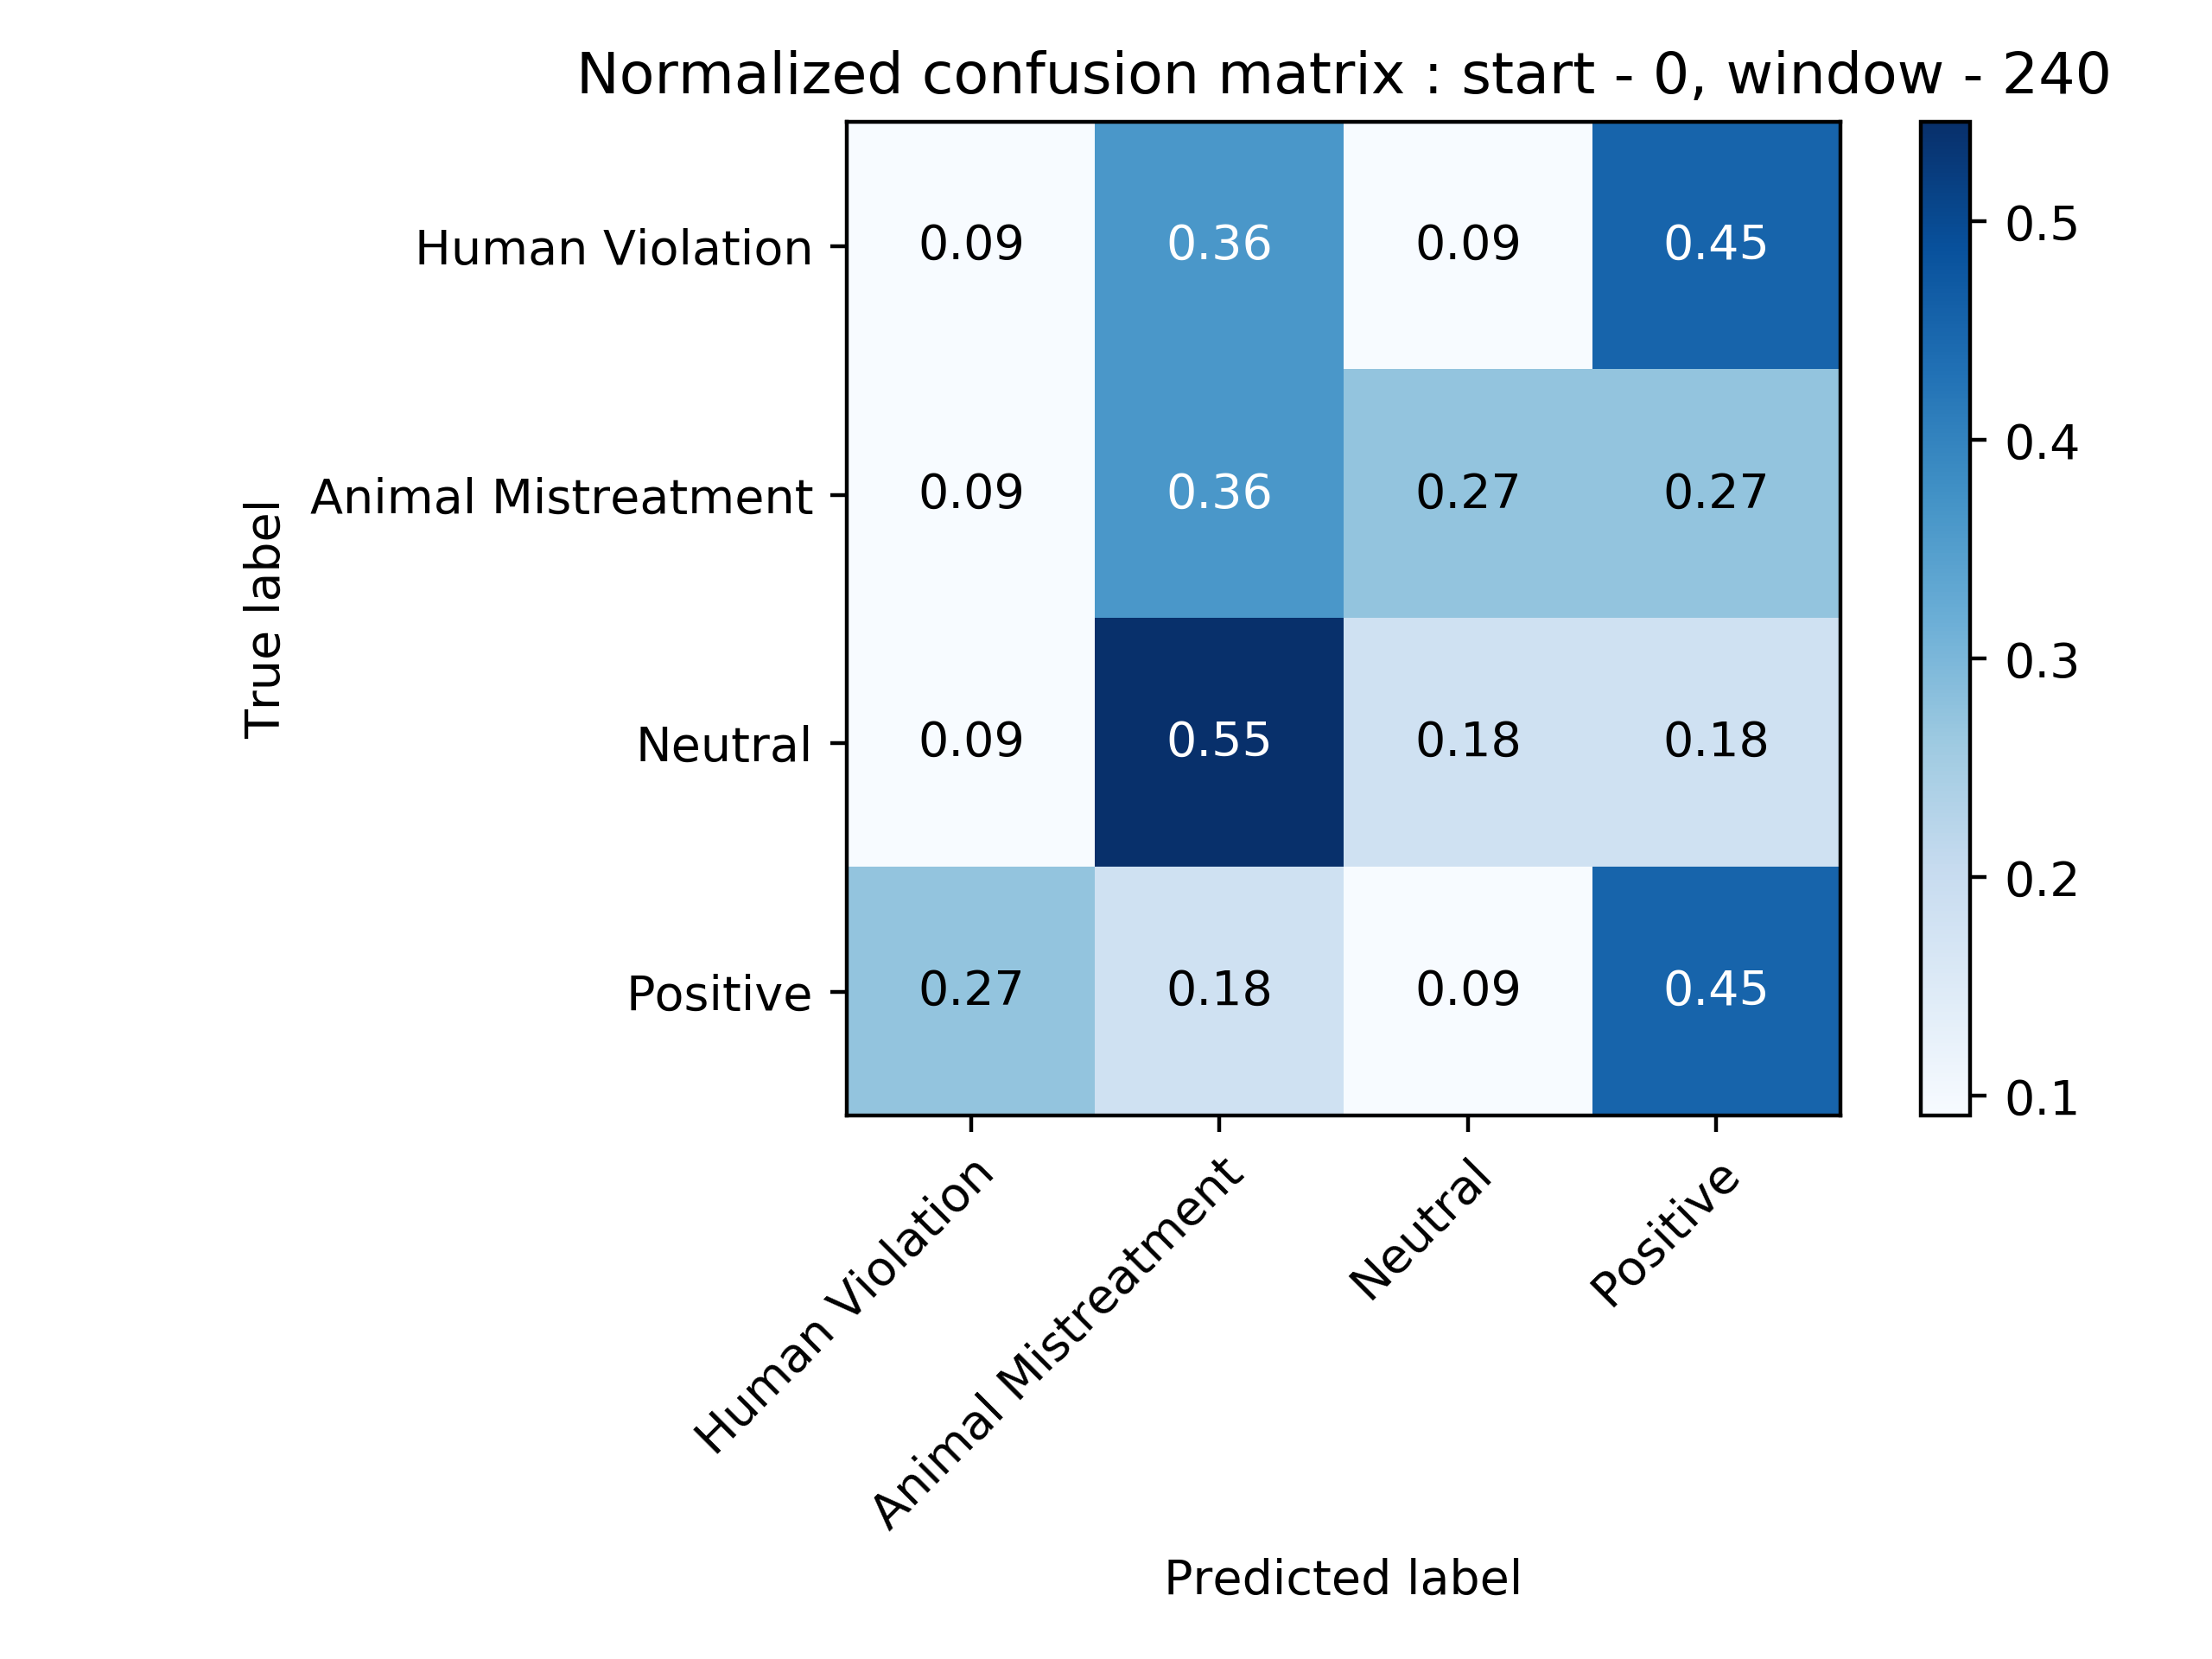 Normalized confusion matrix : start - 0, window - 240
Human Violation 0.09 0.36 0.09 0.45
Animal Mistreatment 0.09 0.36 0.27 0.27
Neutral 0.09 0.55 0.18 0.18
Positive 0.27 0.18 0.09 0.45
True label
Human Violation Animal Mistreatment Neutral Positive
Predicted label
0.5
0.4
0.3
0.2
0.1